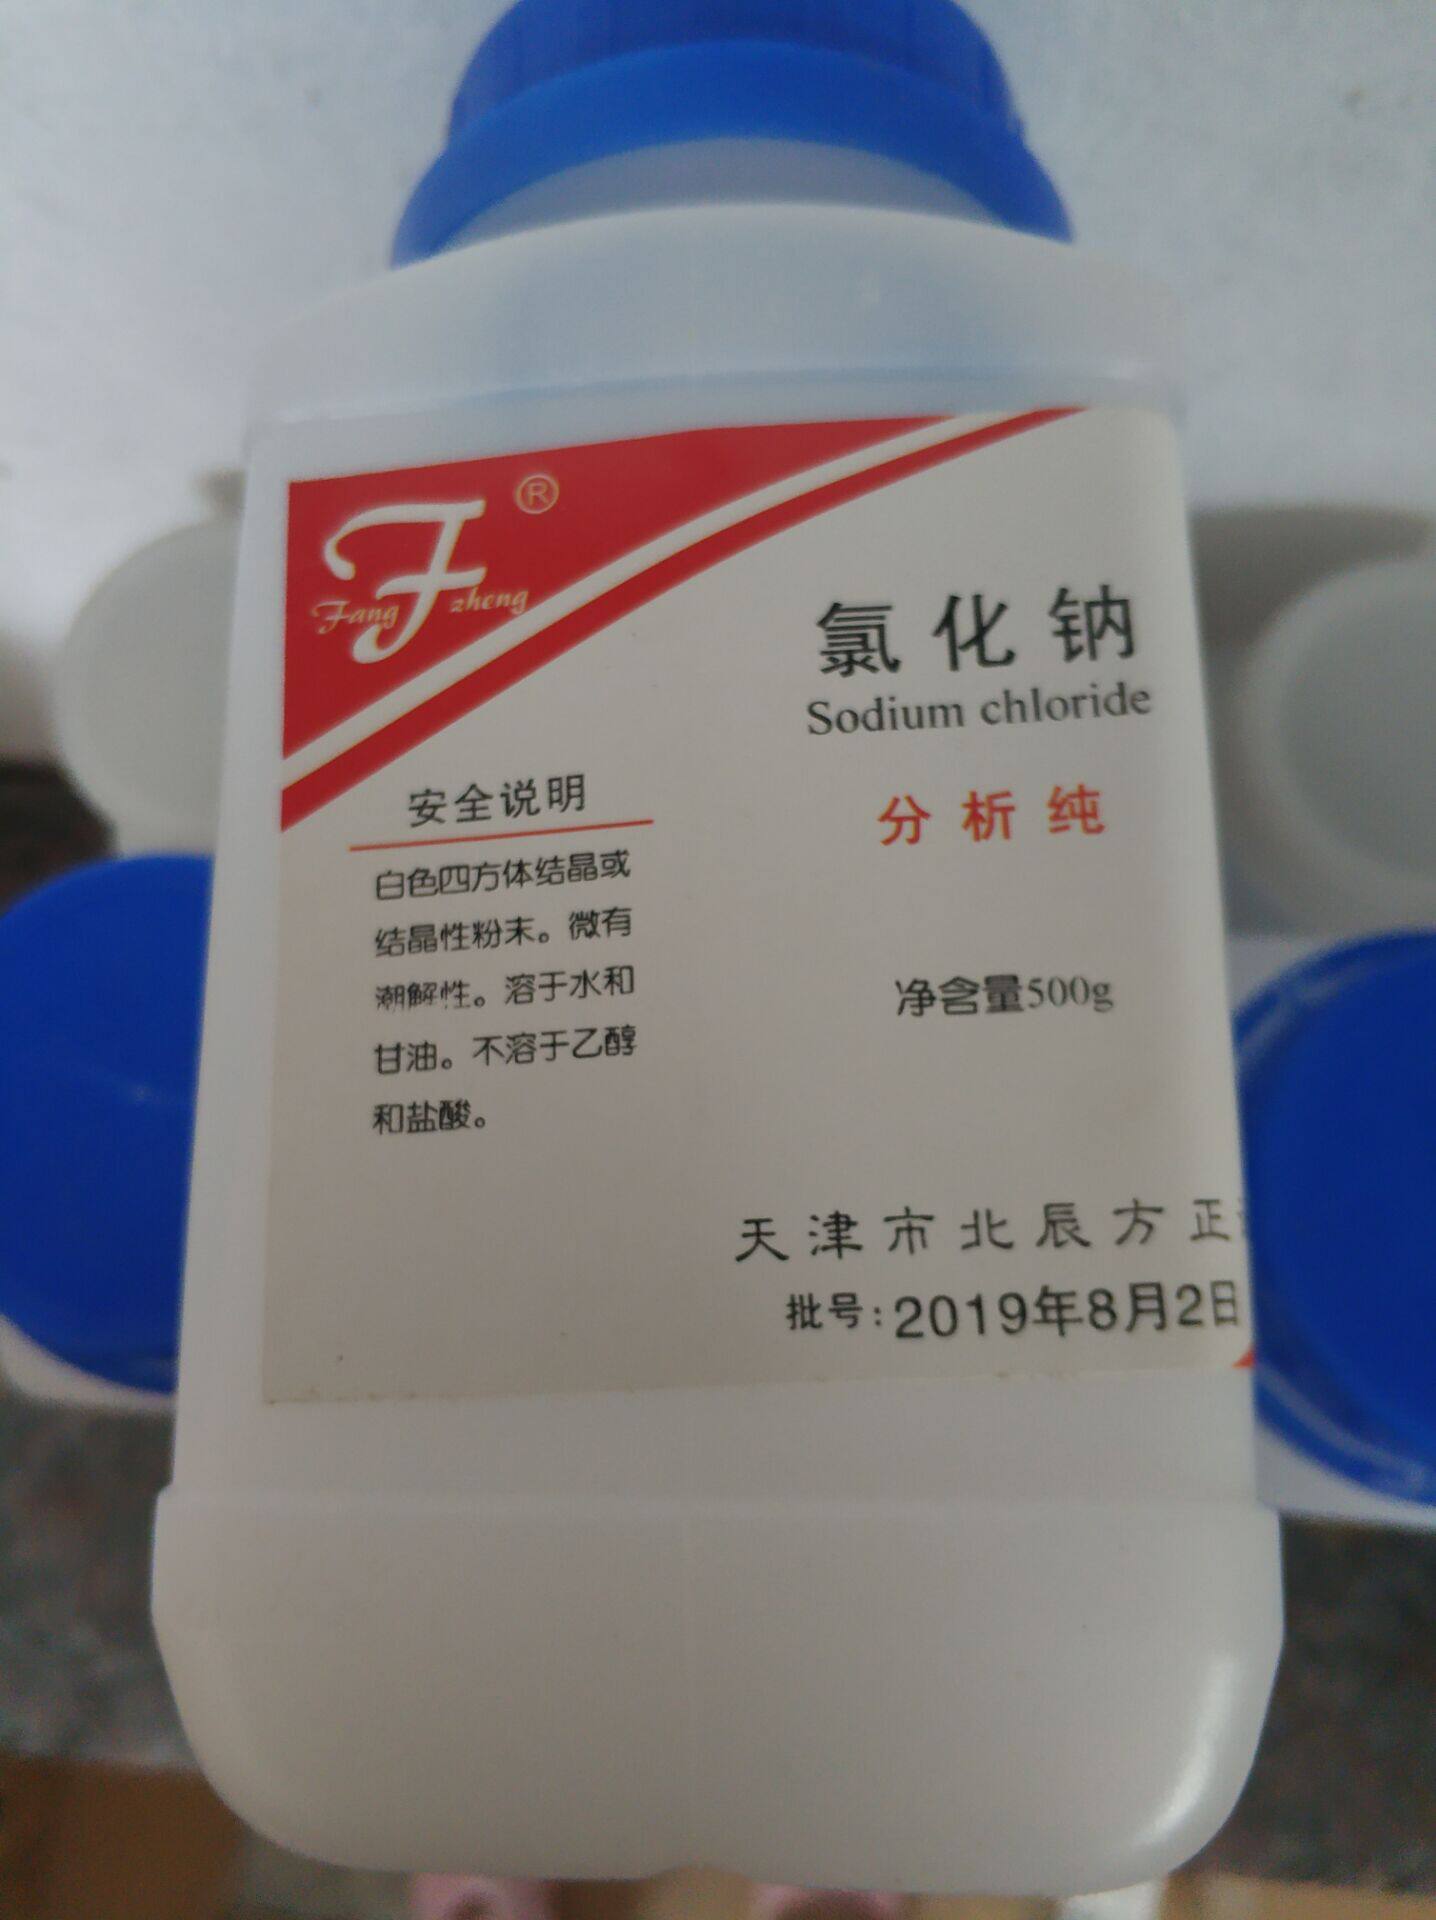 F ®
Fang zheng
氯化钠
Sodium chloride
分析纯
净含量500g
安全说明
白色四方体结晶或
结晶性粉末。微有
潮解性。溶于水和
甘油。不溶于乙醇
和盐酸。
天津市北辰方正
批号:2019年8月2日